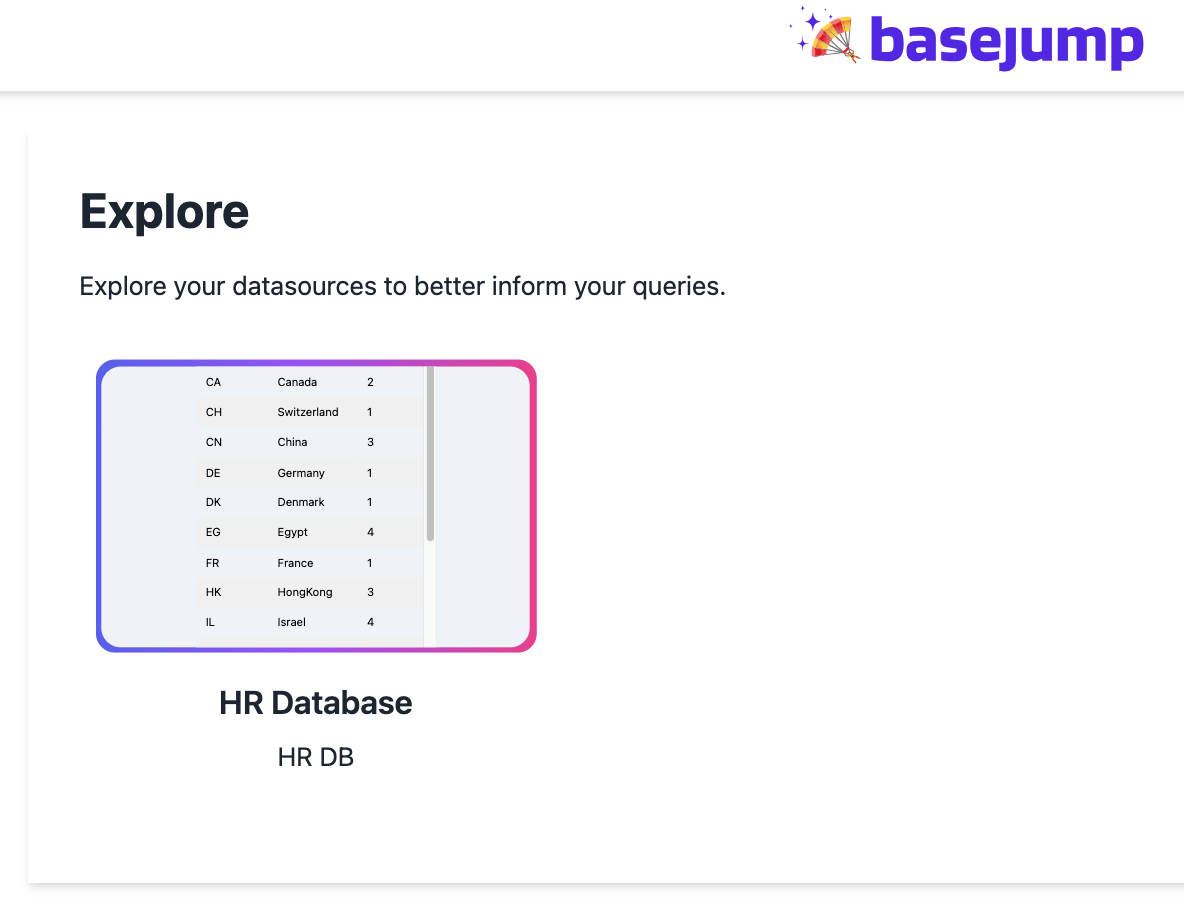 basejump
Explore
Explore your datasources to better inform your queries.
CA Canada 2
CH Switzerland 1
CN China 3
DE Germany 1
DK Denmark 1
EG Egypt 4
FR France 1
HK HongKong 3
IL Israel 4
HR Database
HR DB